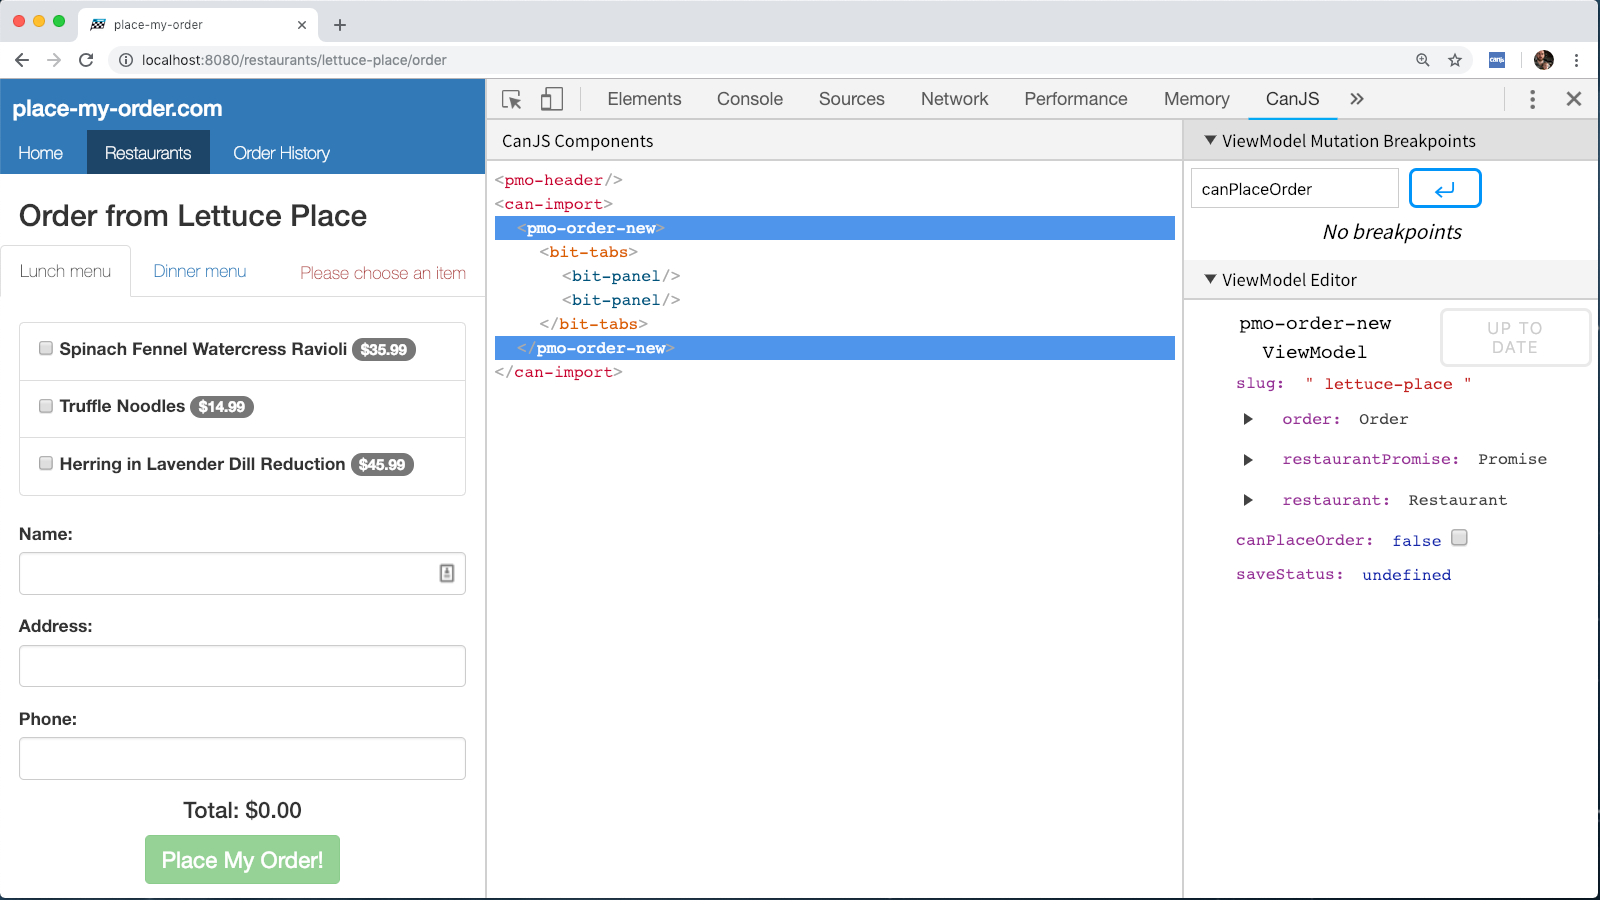 place-my-order
localhost:8080/restaurants/lettuce-place/order
canjs
place-my-order.com
Home
Restaurants
Order History
Order from Lettuce Place
Lunch menu
Dinner menu
Please choose an item
Spinach Fennel Watercress Ravioli $35.99
Truffle Noodles $14.99
Herring in Lavender Dill Reduction $45.99
Name:
Address:
Phone:
Total: $0.00
Place My Order!
Elements
Console
Sources
Network
Performance
Memory
CanJS
CanJS Components
<pmo-header/>
<can-import>
<pmo-order-new>
<bit-tabs>
<bit-panel/>
<bit-panel/>
</bit-tabs>
</pmo-order-new>
</can-import>
ViewModel Mutation Breakpoints
canPlaceOrder
No breakpoints
ViewModel Editor
pmo-order-new
ViewModel
UP TO
DATE
slug: " lettuce-place "
order: Order
restaurantPromise: Promise
restaurant: Restaurant
canPlaceOrder: false
saveStatus: undefined